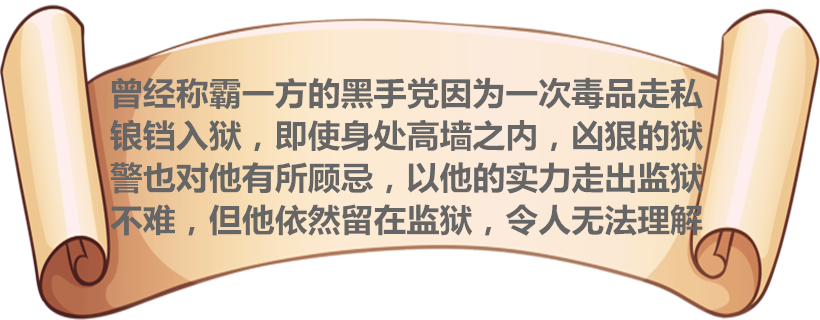 曾经称霸一方的黑手党因为一次毒品走私
锒铛入狱，即使身处高墙之内，凶狠的狱
警也对他有所顾忌，以他的实力走出监狱
不难，但他依然留在监狱，令人无法理解